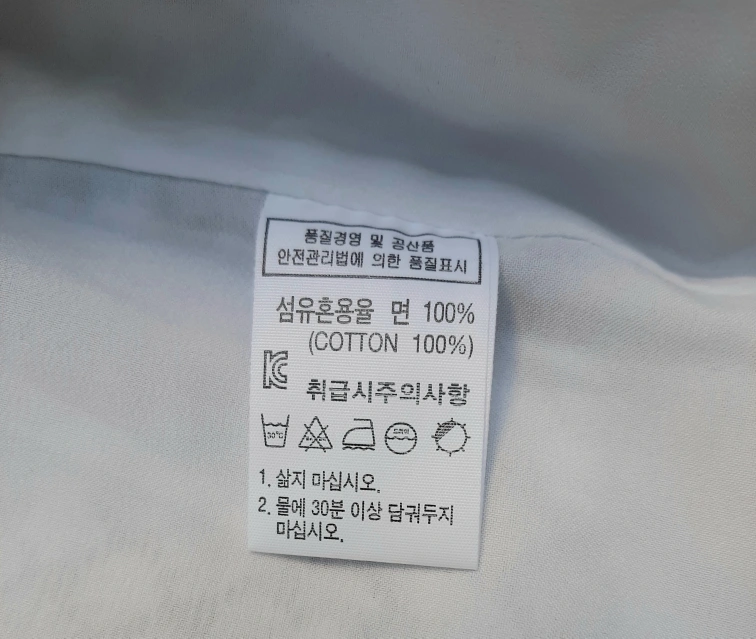 품질경영 및 공산품
안전관리법에 의한 품질표시
섬유혼용율 면 100%
(COTTON 100%)
취급시주의사항
30℃
드라이
1. 삶지 마십시오.
2. 물에 30분 이상 담궈두지
마십시오.